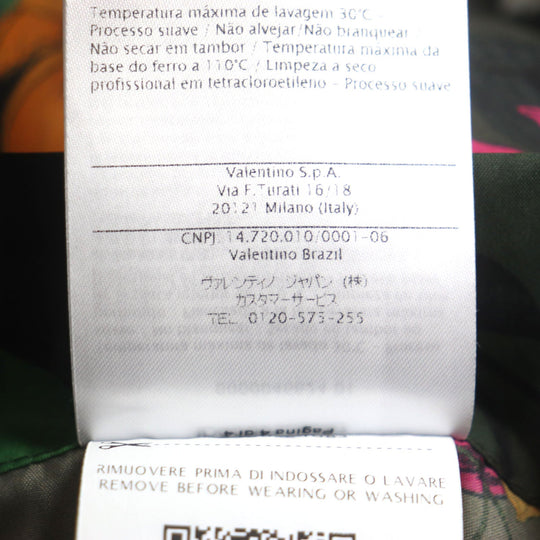 Temperatura máxima de lavagem 30°C -
Processo suave / Não alvejar/Não branquear /
Não secar em tambor / Temperatura máxima da
base do ferro a 110°C / Limpeza a seco
profissional em tetracloroetileno - Processo suave
Valentino S.p.A.
Via F.Turati 16/18
20121 Milano (Italy)
CNPJ. 14.720.010/0001-06
Valentino Brazil
ヴァレンティノ ジャパン (株)
カスタマーサービス
TEL. 0120-573-255
RIMUOVERE PRIMA DI INDOSSARE O LAVARE
REMOVE BEFORE WEARING OR WASHING